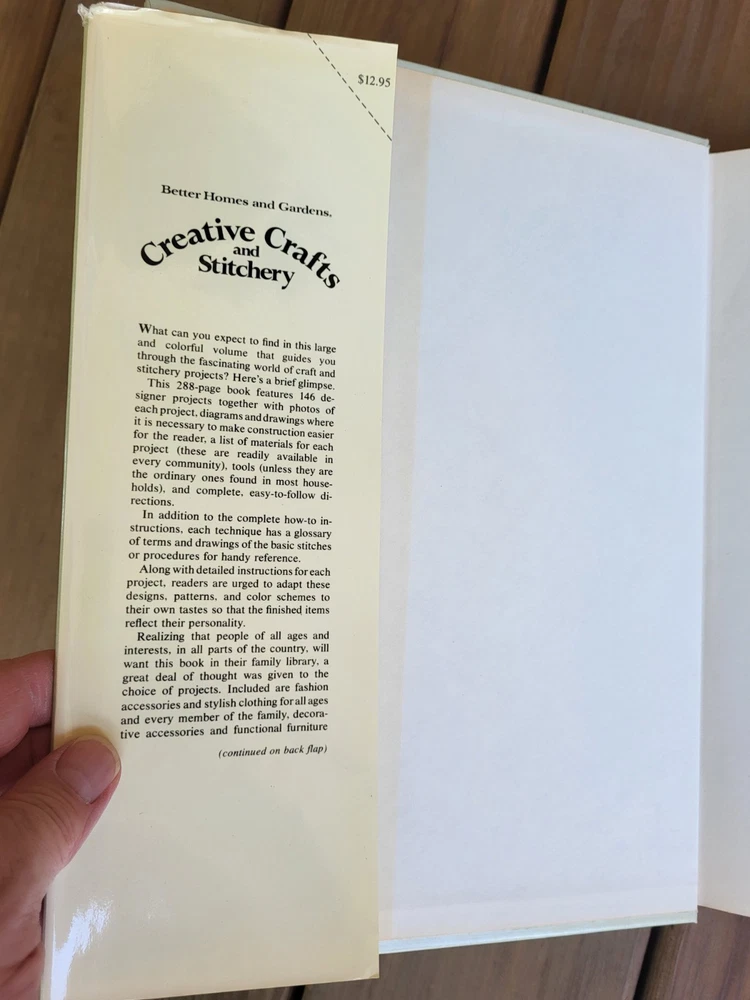 $12.95
Better Homes and Gardens®
Creative Crafts
and
Stitchery
What can you expect to find in this large
and colorful volume that guides you
through the fascinating world of craft and
stitchery projects? Here's a brief glimpse.
This 288-page book features 146 de-
signer projects together with photos of
each project, diagrams and drawings where
it is necessary to make construction easier
for the reader, a list of materials for each
project (these are readily available in
every community), tools (unless they are
the ordinary ones found in most house-
holds), and complete, easy-to-follow di-
rections.
In addition to the complete how-to in-
structions, each technique has a glossary
of terms and drawings of the basic stitches
or procedures for handy reference.
Along with detailed instructions for each
project, readers are urged to adapt these
designs, patterns, and color schemes to
their own tastes so that the finished items
reflect their personality.
Realizing that people of all ages and
interests, in all parts of the country, will
want this book in their family library, a
great deal of thought was given to the
choice of projects. Included are fashion
accessories and stylish clothing for all ages
and every member of the family, decora-
tive accessories and functional furniture
(continued on back flap)